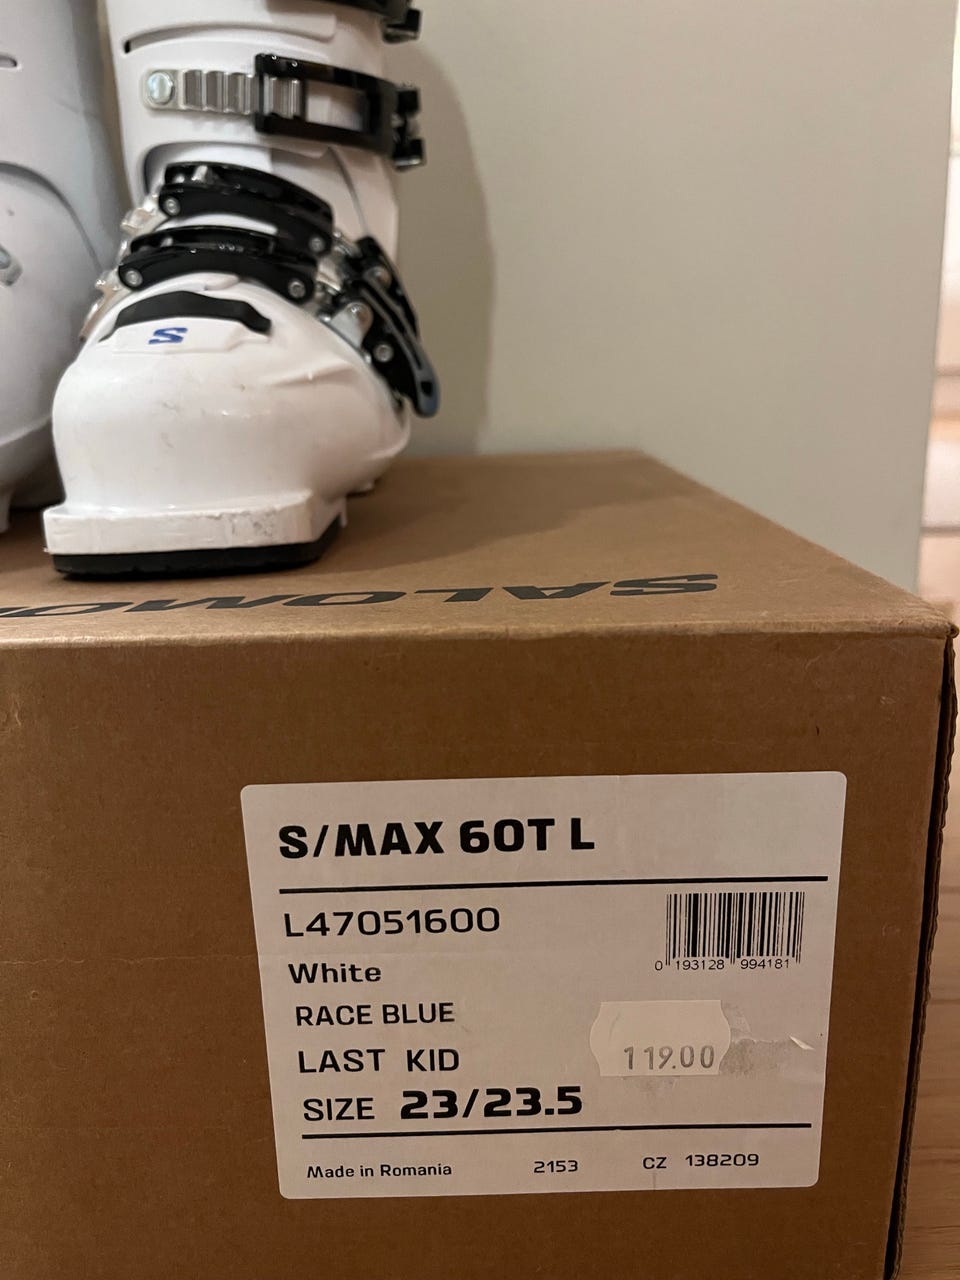 S
SALOMON
S/MAX 60T L
L47051600
0 193128 994181
White
RACE BLUE
LAST KID
119.00
SIZE 23/23.5
Made in Romania 2153 CZ 138209